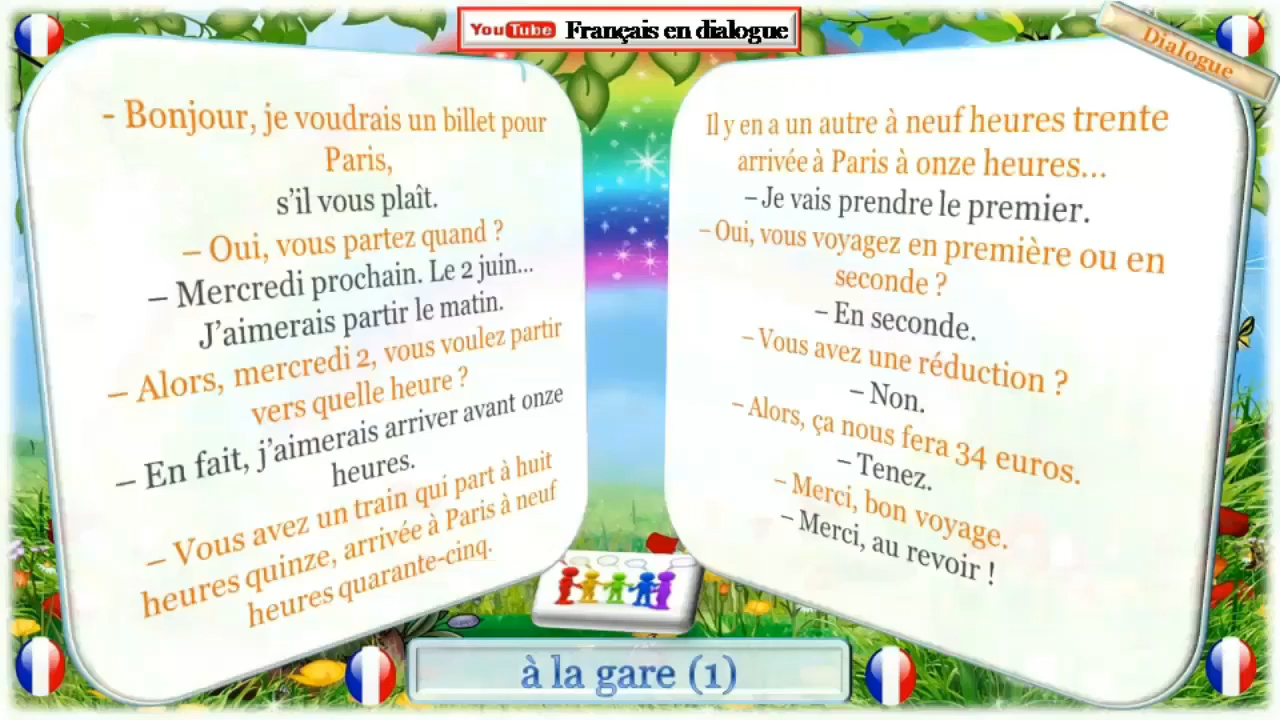 YouTube Français en dialogue
Dialogue
- Bonjour, je voudrais un billet pour
Paris,
s'il vous plaît.
– Oui, vous partez quand ?
– Mercredi prochain. Le 2 juin...
J'aimerais partir le matin.
– Alors, mercredi 2, vous voulez partir
vers quelle heure ?
– En fait, j'aimerais arriver avant onze
heures.
– Vous avez un train qui part à huit
heures quinze, arrivée à Paris à neuf
heures quarante-cinq.
Il y en a un autre à neuf heures trente
arrivée à Paris à onze heures...
– Je vais prendre le premier.
– Oui, vous voyagez en première ou en
seconde ?
– En seconde.
– Vous avez une réduction ?
– Non.
– Alors, ça nous fera 34 euros.
– Tenez.
– Merci, bon voyage.
– Merci, au revoir !
à la gare (1)